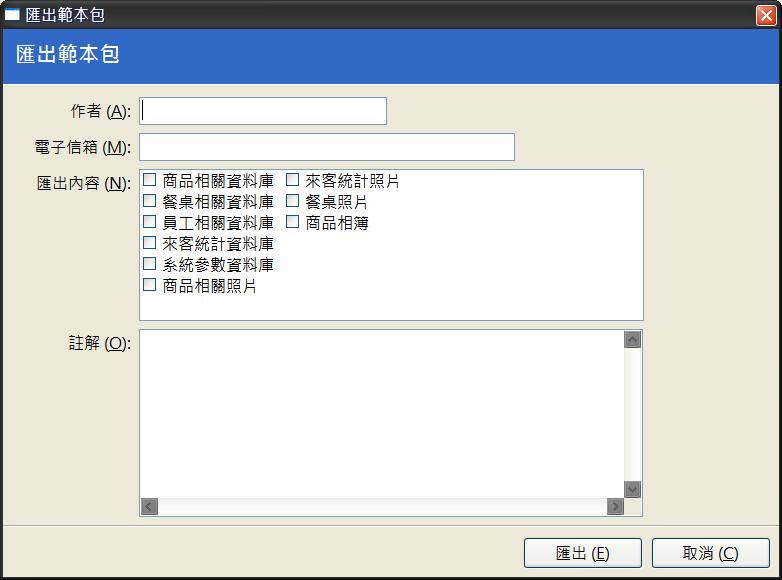 匯出範本包
匯出範本包
作者 (A):
電子信箱 (M):
匯出內容 (N):
商品相關資料庫 來客統計照片
餐桌相關資料庫 餐桌照片
員工相關資料庫 商品相簿
來客統計資料庫
系統參數資料庫
商品相關照片
註解 (O):
匯出 (E) 取消 (C)